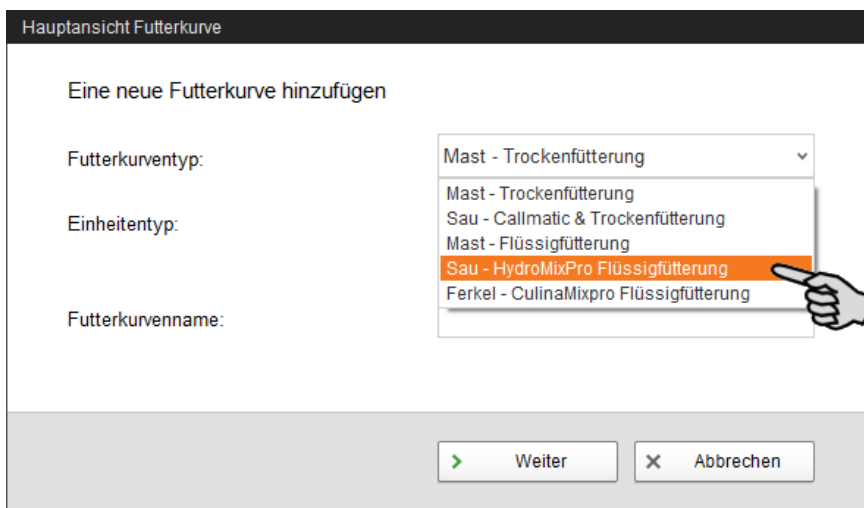 Hauptansicht Futterkurve
Eine neue Futterkurve hinzufügen
Futterkurventyp:
Mast - Trockenfütterung
Mast - Trockenfütterung
Sau - Callmatic & Trockenfütterung
Mast - Flüssigfütterung
Sau - HydroMixPro Flüssigfütterung
Ferkel - CulinaMixpro Flüssigfütterung
Einheitentyp:
Futterkurvenname:
Weiter
Abbrechen